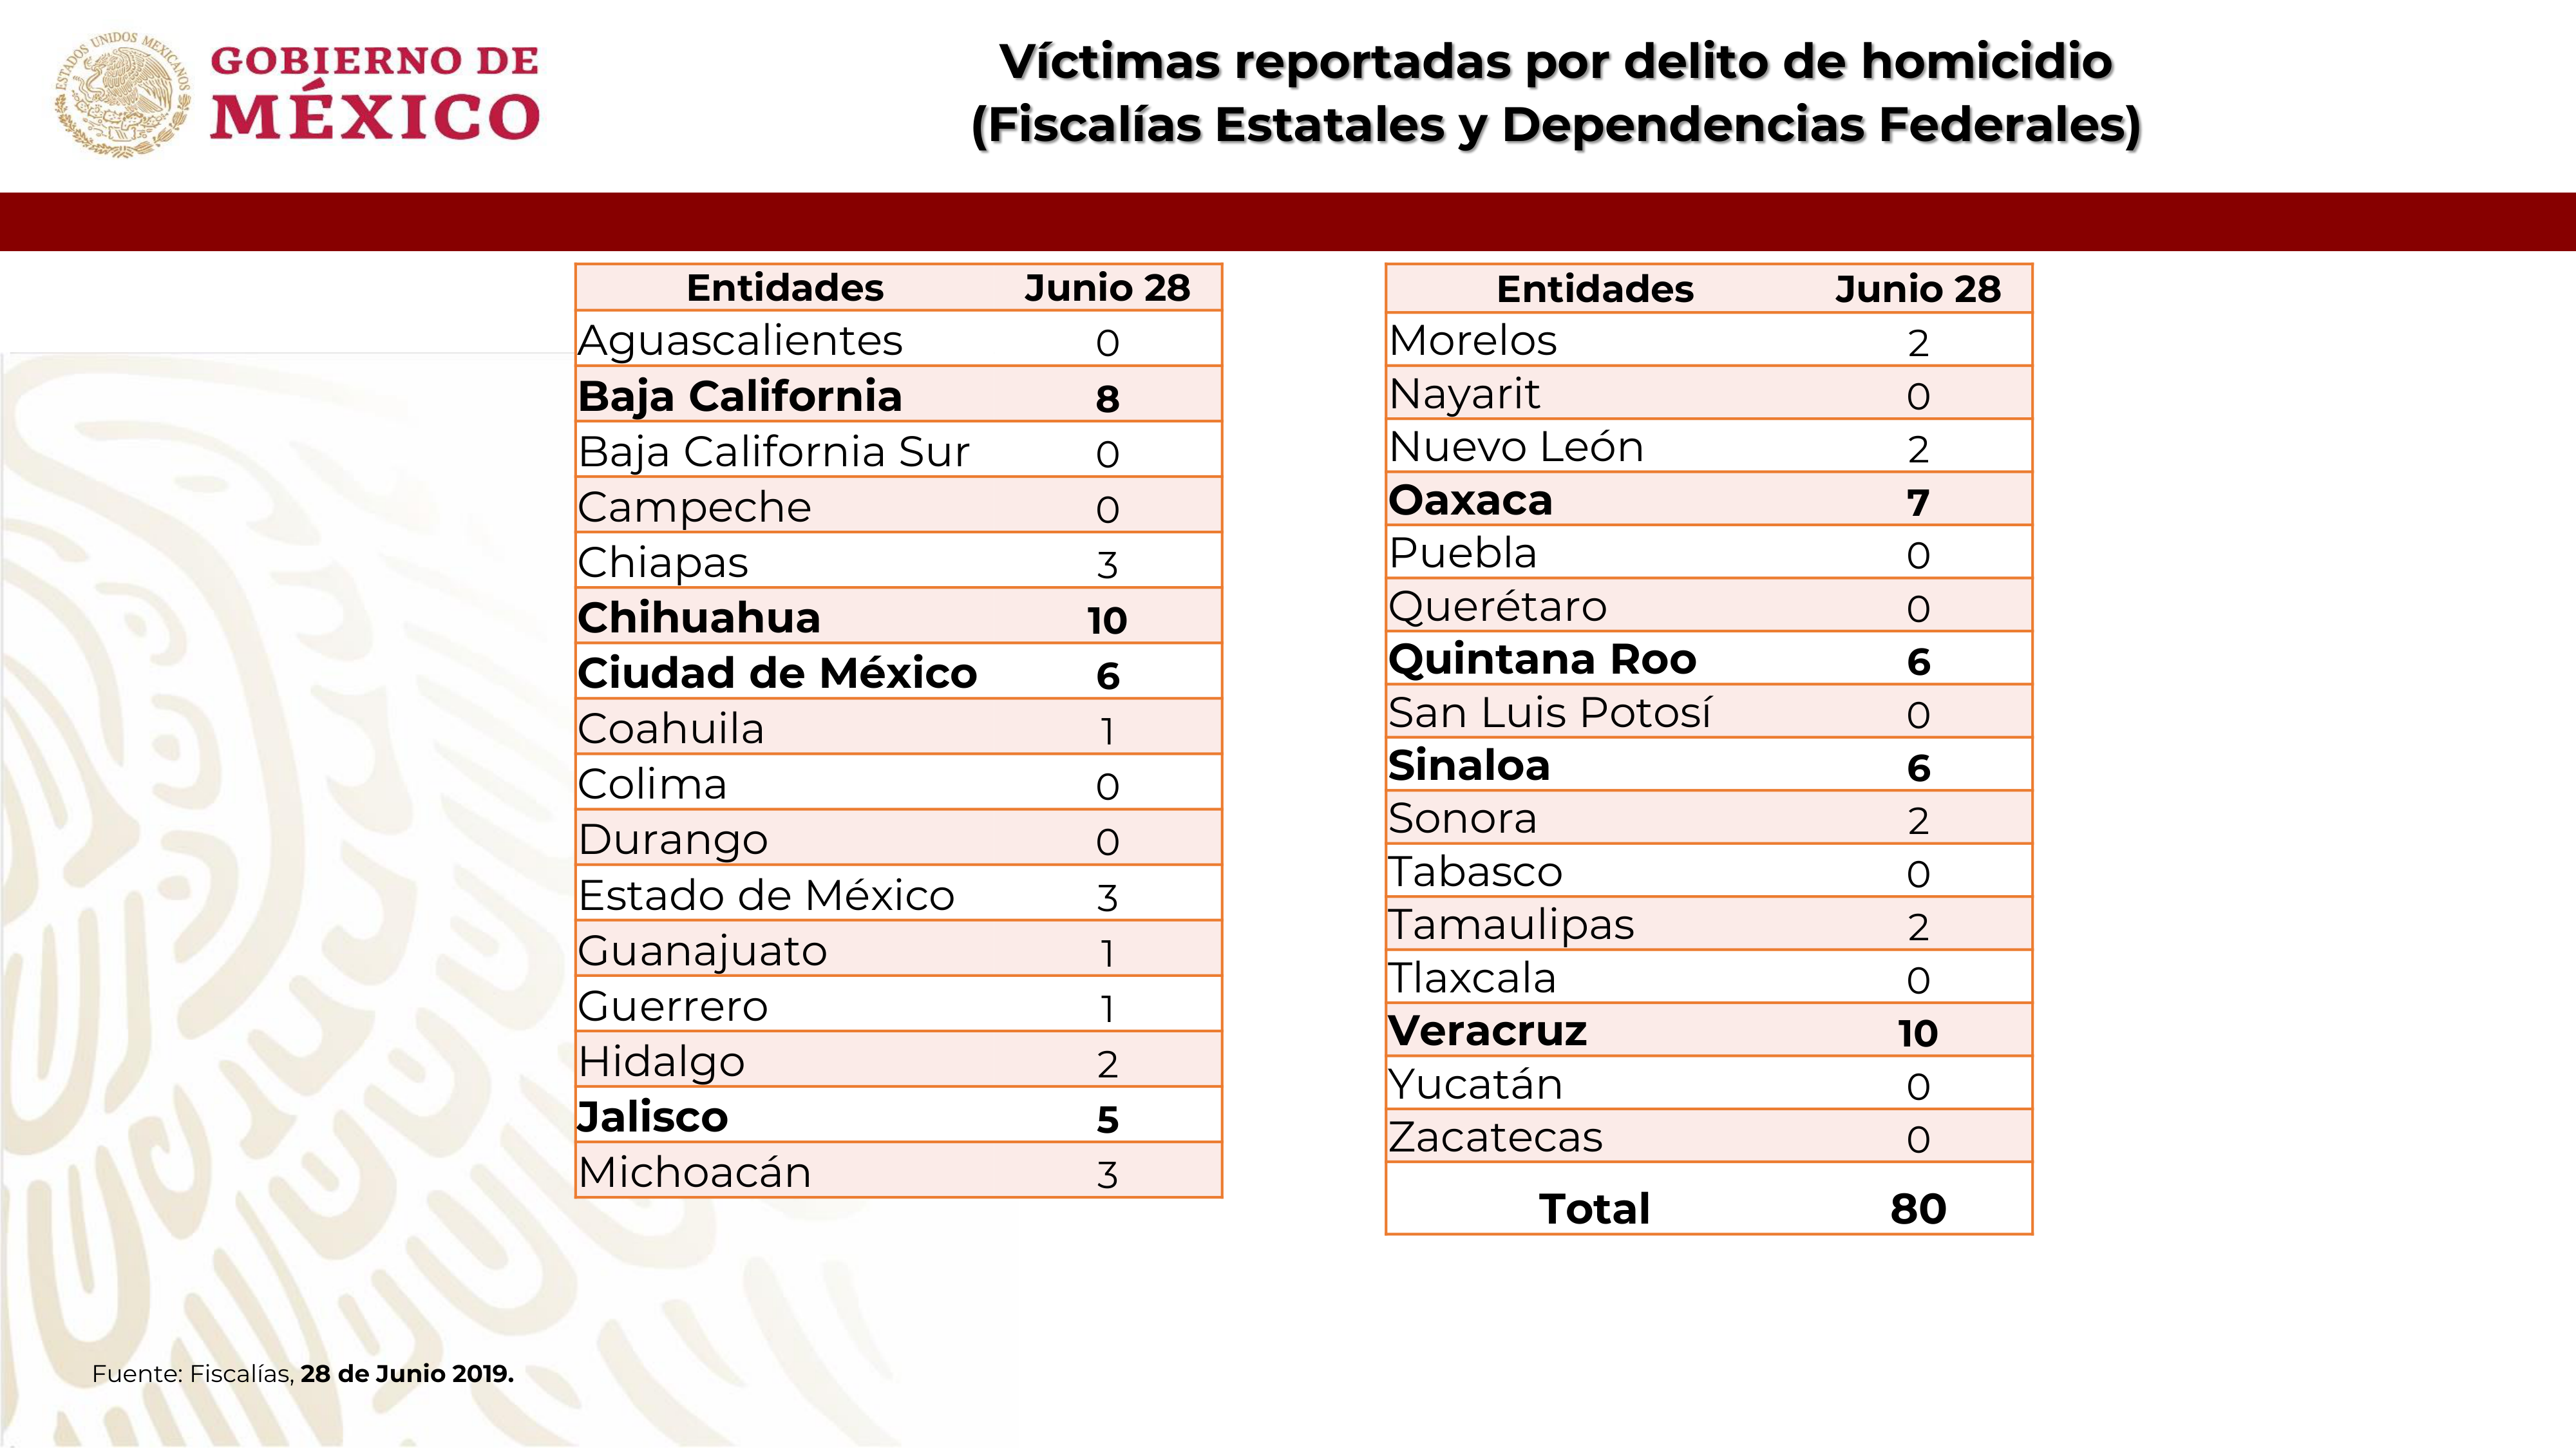 ESTADOS UNIDOS MEXICANOS
GOBIERNO DE
MÉXICO
Víctimas reportadas por delito de homicidio
(Fiscalías Estatales y Dependencias Federales)
Entidades Junio 28
Aguascalientes 0
Baja California 8
Baja California Sur 0
Campeche 0
Chiapas 3
Chihuahua 10
Ciudad de México 6
Coahuila 1
Colima 0
Durango 0
Estado de México 3
Guanajuato 1
Guerrero 1
Hidalgo 2
Jalisco 5
Michoacán 3
Entidades Junio 28
Morelos 2
Nayarit 0
Nuevo León 2
Oaxaca 7
Puebla 0
Querétaro 0
Quintana Roo 6
San Luis Potosí 0
Sinaloa 6
Sonora 2
Tabasco 0
Tamaulipas 2
Tlaxcala 0
Veracruz 10
Yucatán 0
Zacatecas 0
Total 80
Fuente: Fiscalías, 28 de Junio 2019.